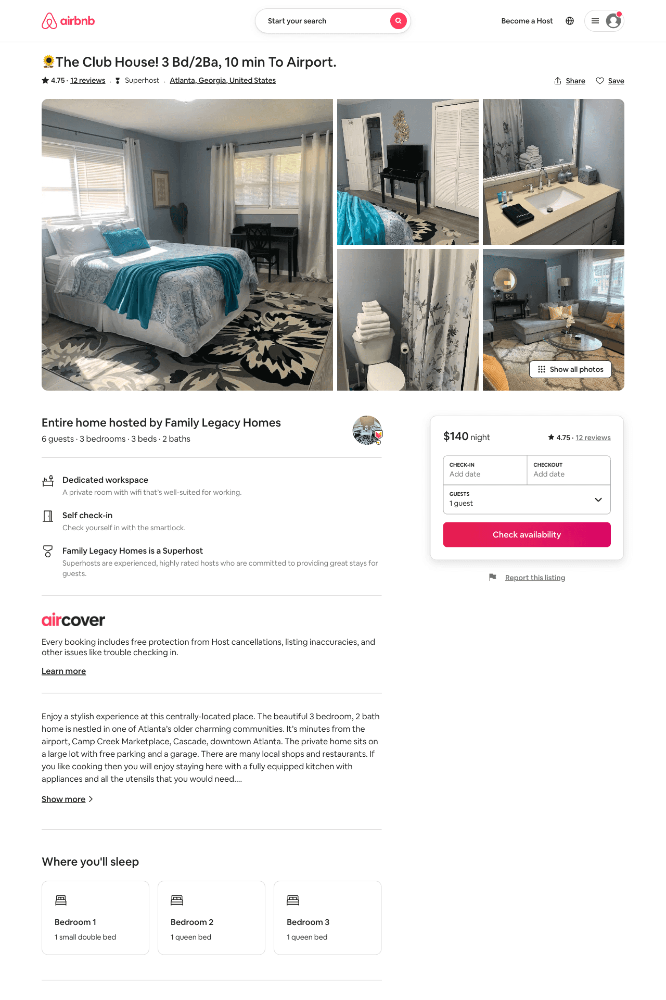 airbnb
Start your search
Become a Host
🌻The Club House! 3 Bd/2Ba, 10 min To Airport.
4.75 · 12 reviews . Superhost . Atlanta, Georgia, United States
Share
Save
Show all photos
Entire home hosted by Family Legacy Homes
6 guests · 3 bedrooms · 3 beds · 2 baths
Dedicated workspace
A private room with wifi that’s well-suited for working.
Self check-in
Check yourself in with the smartlock.
Family Legacy Homes is a Superhost
Superhosts are experienced, highly rated hosts who are committed to providing great stays for
guests.
$140 night
4.75 · 12 reviews
CHECK-IN
Add date
CHECKOUT
Add date
GUESTS
1 guest
Check availability
Report this listing
aircover
Every booking includes free protection from Host cancellations, listing inaccuracies, and
other issues like trouble checking in.
Learn more
Enjoy a stylish experience at this centrally-located place. The beautiful 3 bedroom, 2 bath
home is nestled in one of Atlanta’s older charming communities. It’s minutes from the
airport, Camp Creek Marketplace, Cascade, downtown Atlanta. The private home sits on
a large lot with free parking and a garage. There are many local shops and restaurants. If
you like cooking then you will enjoy staying here with a fully equipped kitchen with
appliances and all the utensils that you would need....
Show more
Where you'll sleep
Bedroom 1
1 small double bed
Bedroom 2
1 queen bed
Bedroom 3
1 queen bed